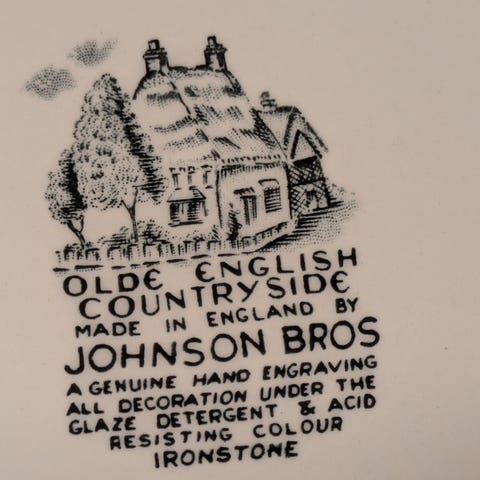 OLDE ENGLISH
COUNTRYSIDE
MADE IN ENGLAND BY
JOHNSON BROS
A GENUINE HAND ENGRAVING
ALL DECORATION UNDER THE
GLAZE DETERGENT & ACID
RESISTING COLOUR
IRONSTONE